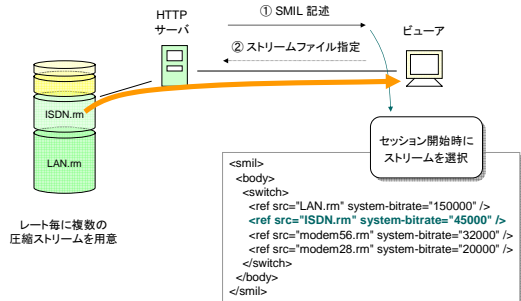 HTTP
サーバ
① SMIL 記述
② ストリームファイル指定
ビューア
ISDN.rm
LAN.rm
レート毎に複数の
圧縮ストリームを用意
セッション開始時に
ストリームを選択
<smil>
<body>
<switch>
<ref src="LAN.rm" system-bitrate="150000" />
<ref src="ISDN.rm" system-bitrate="45000" />
<ref src="modem56.rm" system-bitrate="32000" />
<ref src="modem28.rm" system-bitrate="20000" />
</switch>
</body>
</smil>